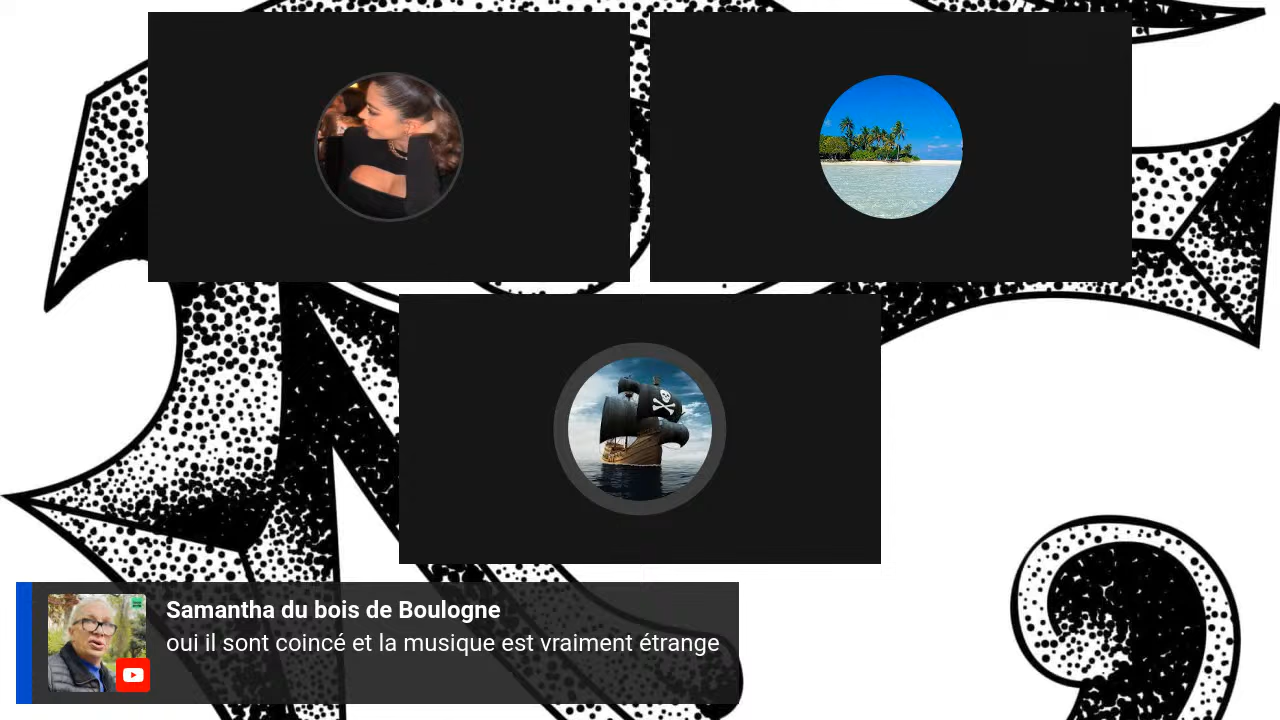 Samantha du bois de Boulogne
oui il sont coincé et la musique est vraiment étrange